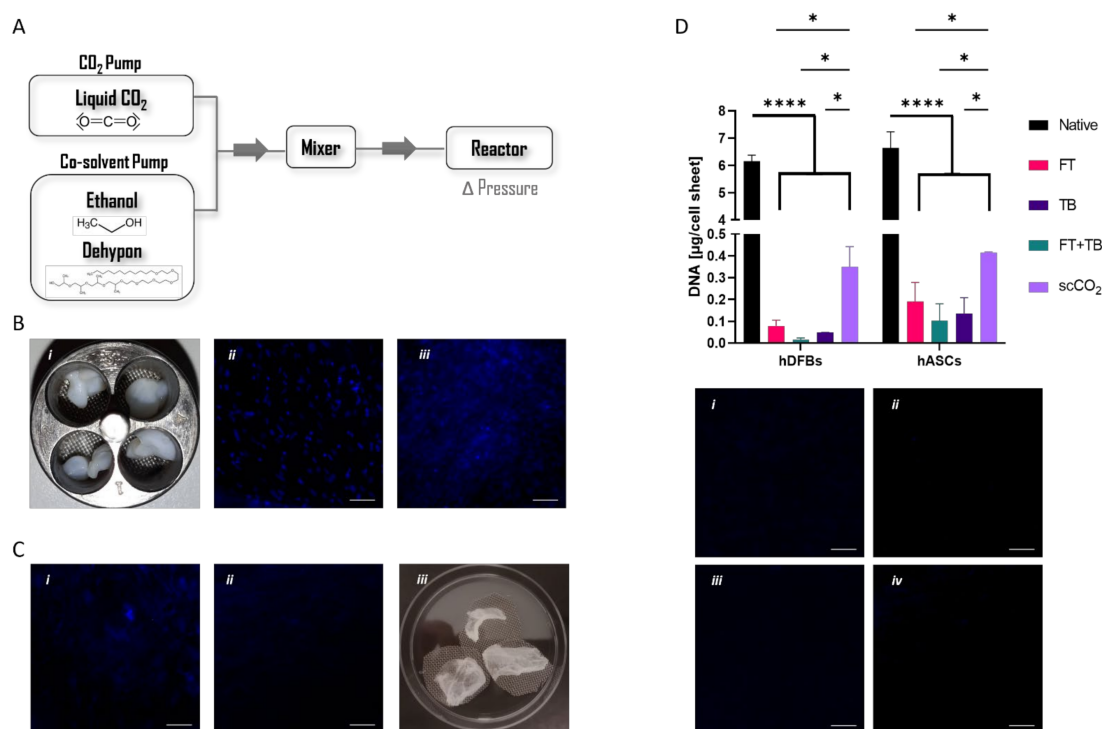 A
CO₂ Pump
Liquid CO₂
O=C=O
Co-solvent Pump
Ethanol
H₃C
OH
Dehypon
Mixer
Reactor
Δ Pressure
B
i
ii
iii
C
i
ii
iii
D
*
*
*
*
**** *
**** *
DNA [µg/cell sheet]
8
7
6
5
4
0.5
0.4
0.3
0.2
0.1
0.0
hDFBs
hASCs
Native
FT
TB
FT+TB
scCO₂
i
ii
iii
iv